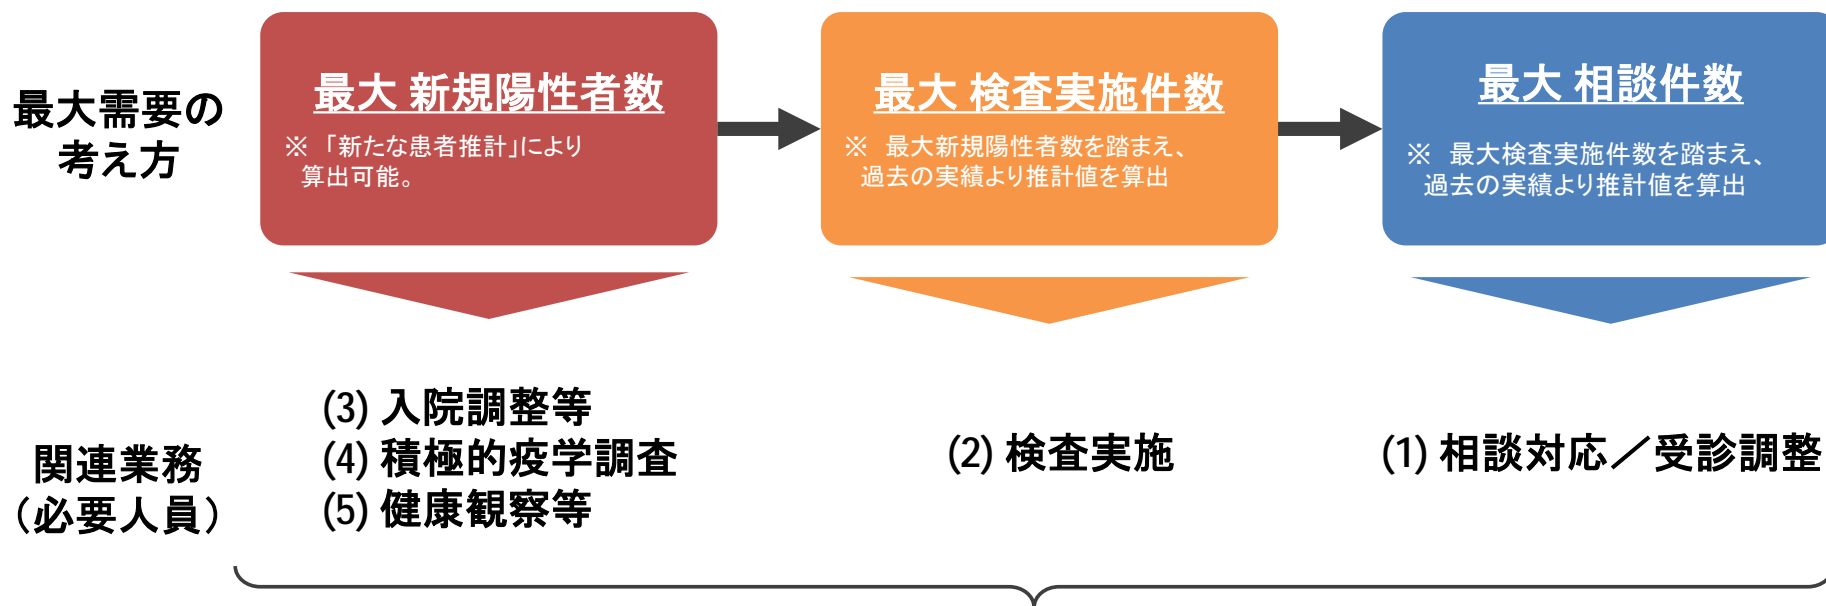 最大需要の
考え方
最大 新規陽性者数
※ 「新たな患者推計」により
算出可能。
最大 検査実施件数
※ 最大新規陽性者数を踏まえ、
過去の実績より推計値を算出
最大 相談件数
※ 最大検査実施件数を踏まえ、
過去の実績より推計値を算出
関連業務
（必要人員）
(3) 入院調整等
(4) 積極的疫学調査
(5) 健康観察等
(2) 検査実施
(1) 相談対応／受診調整